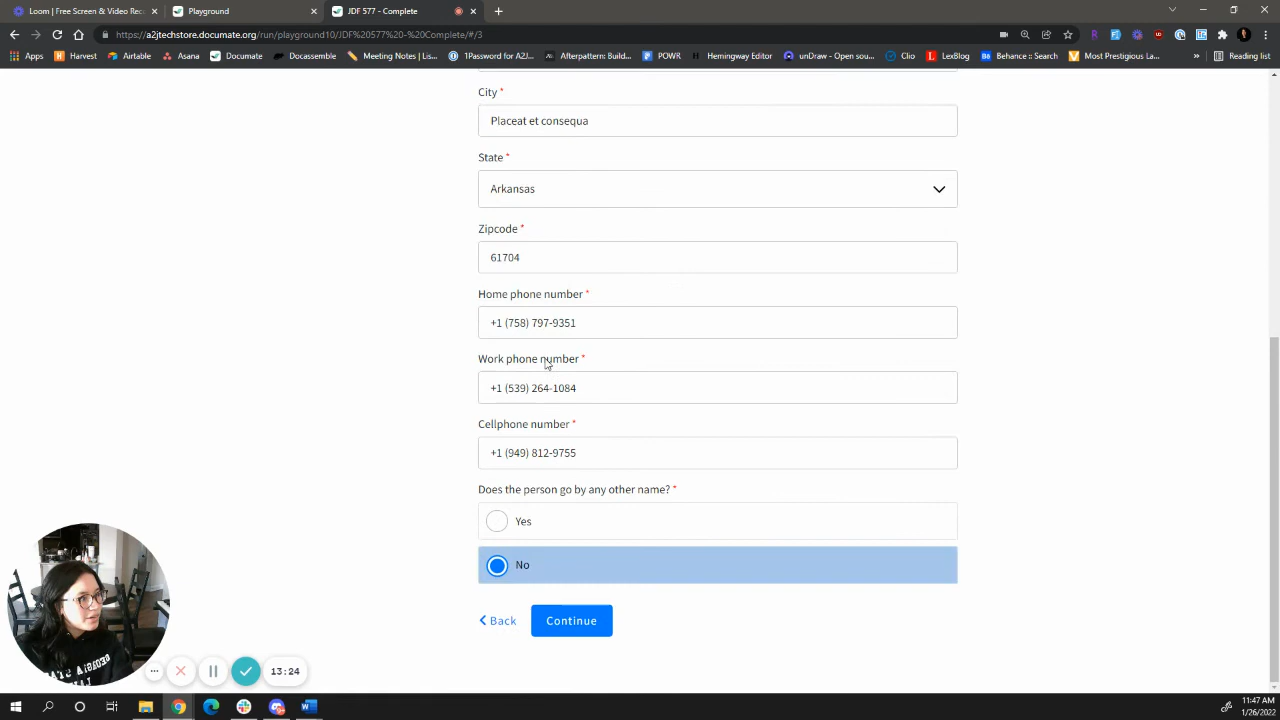 Loom | Free Screen & Video Rec
Playground
JDF 577 - Complete
https://a2jtechstore.documate.org/run/playground10/JDF%20577%20-%20Complete/#/3
Apps Harvest Airtable Asana Documate Docassemble Meeting Notes | Lis... 1Password for A2J... Afterpattern: Build... POWR Hemingway Editor unDraw - Open sou... Clio LexBlog Behance :: Search Most Prestigious La... » Reading list
City *
Placeat et consequa
State *
Arkansas
Zipcode *
61704
Home phone number *
+1 (758) 797-9351
Work phone number *
+1 (539) 264-1084
Cellphone number *
+1 (949) 812-9755
Does the person go by any other name? *
Yes
No
Back Continue
GEORGIA STATE
13:24
11:47 AM
1/26/2022